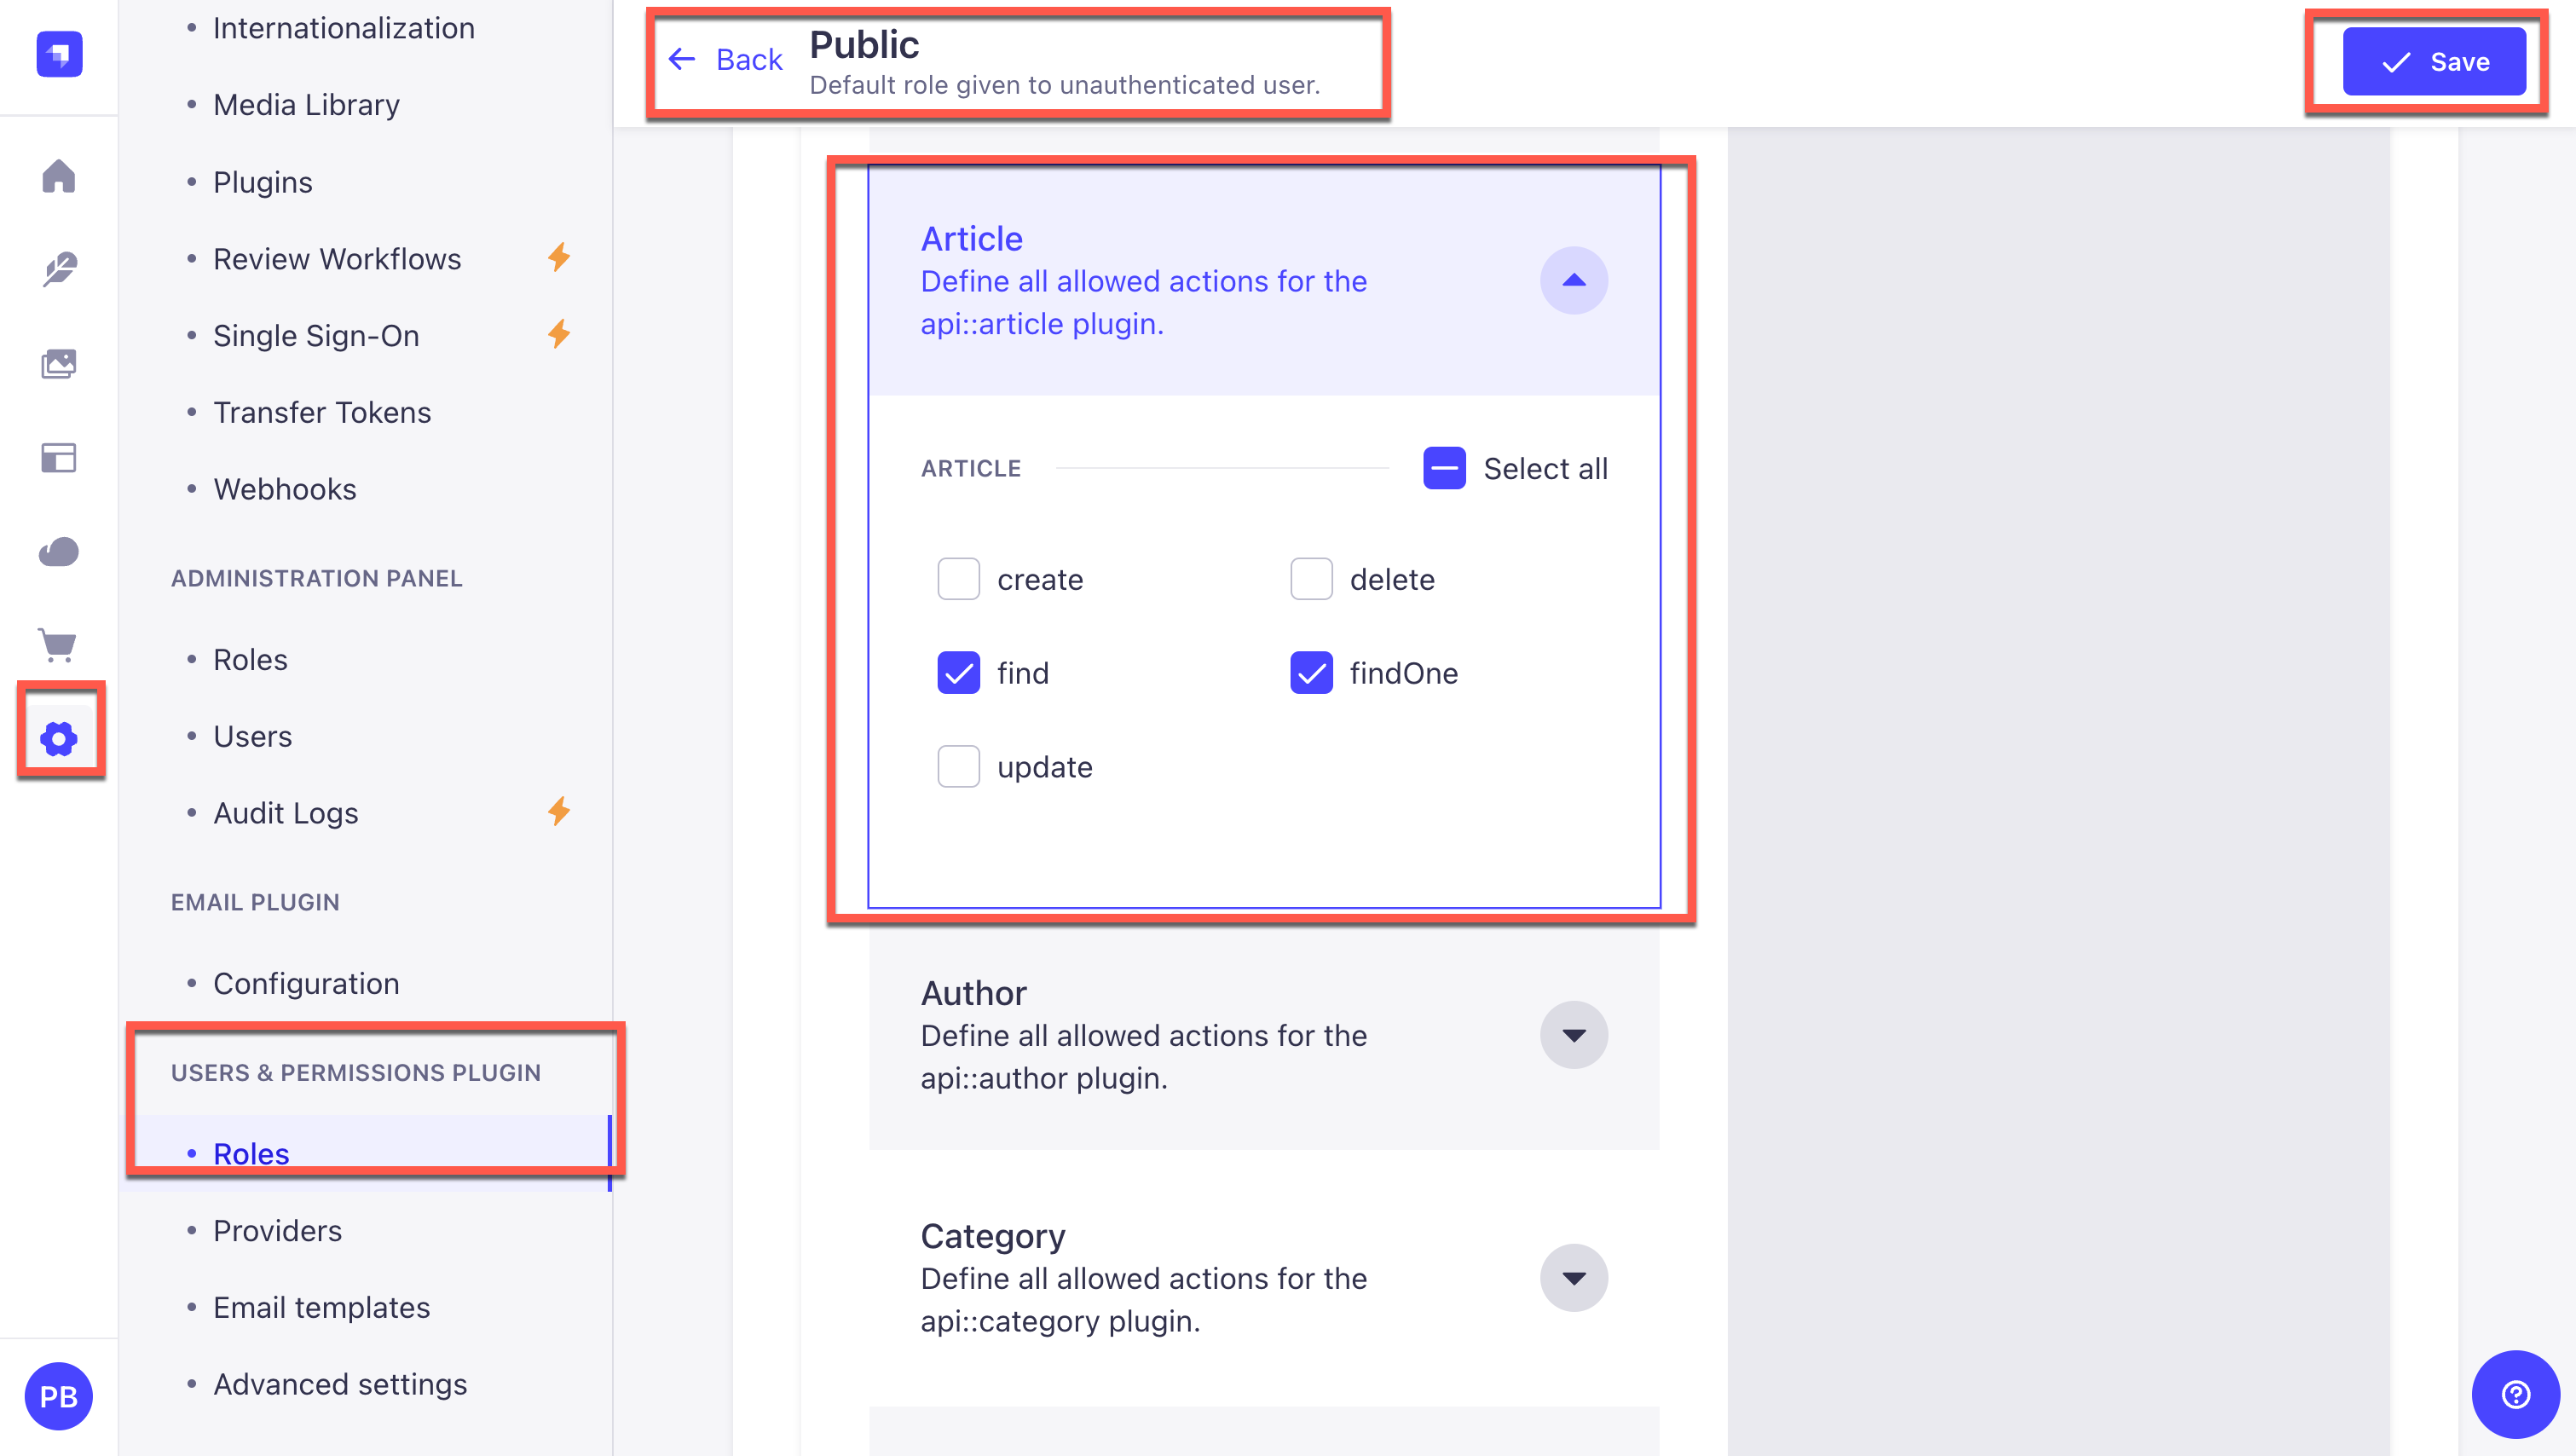 Internationalization
Media Library
Plugins
Review Workflows
Single Sign-On
Transfer Tokens
Webhooks
ADMINISTRATION PANEL
Roles
Users
Audit Logs
EMAIL PLUGIN
Configuration
USERS & PERMISSIONS PLUGIN
Roles
Providers
Email templates
Advanced settings
PB
Back
Public
Default role given to unauthenticated user.
Save
Article
Define all allowed actions for the
api::article plugin.
ARTICLE
Select all
create
delete
find
findOne
update
Author
Define all allowed actions for the
api::author plugin.
Category
Define all allowed actions for the
api::category plugin.